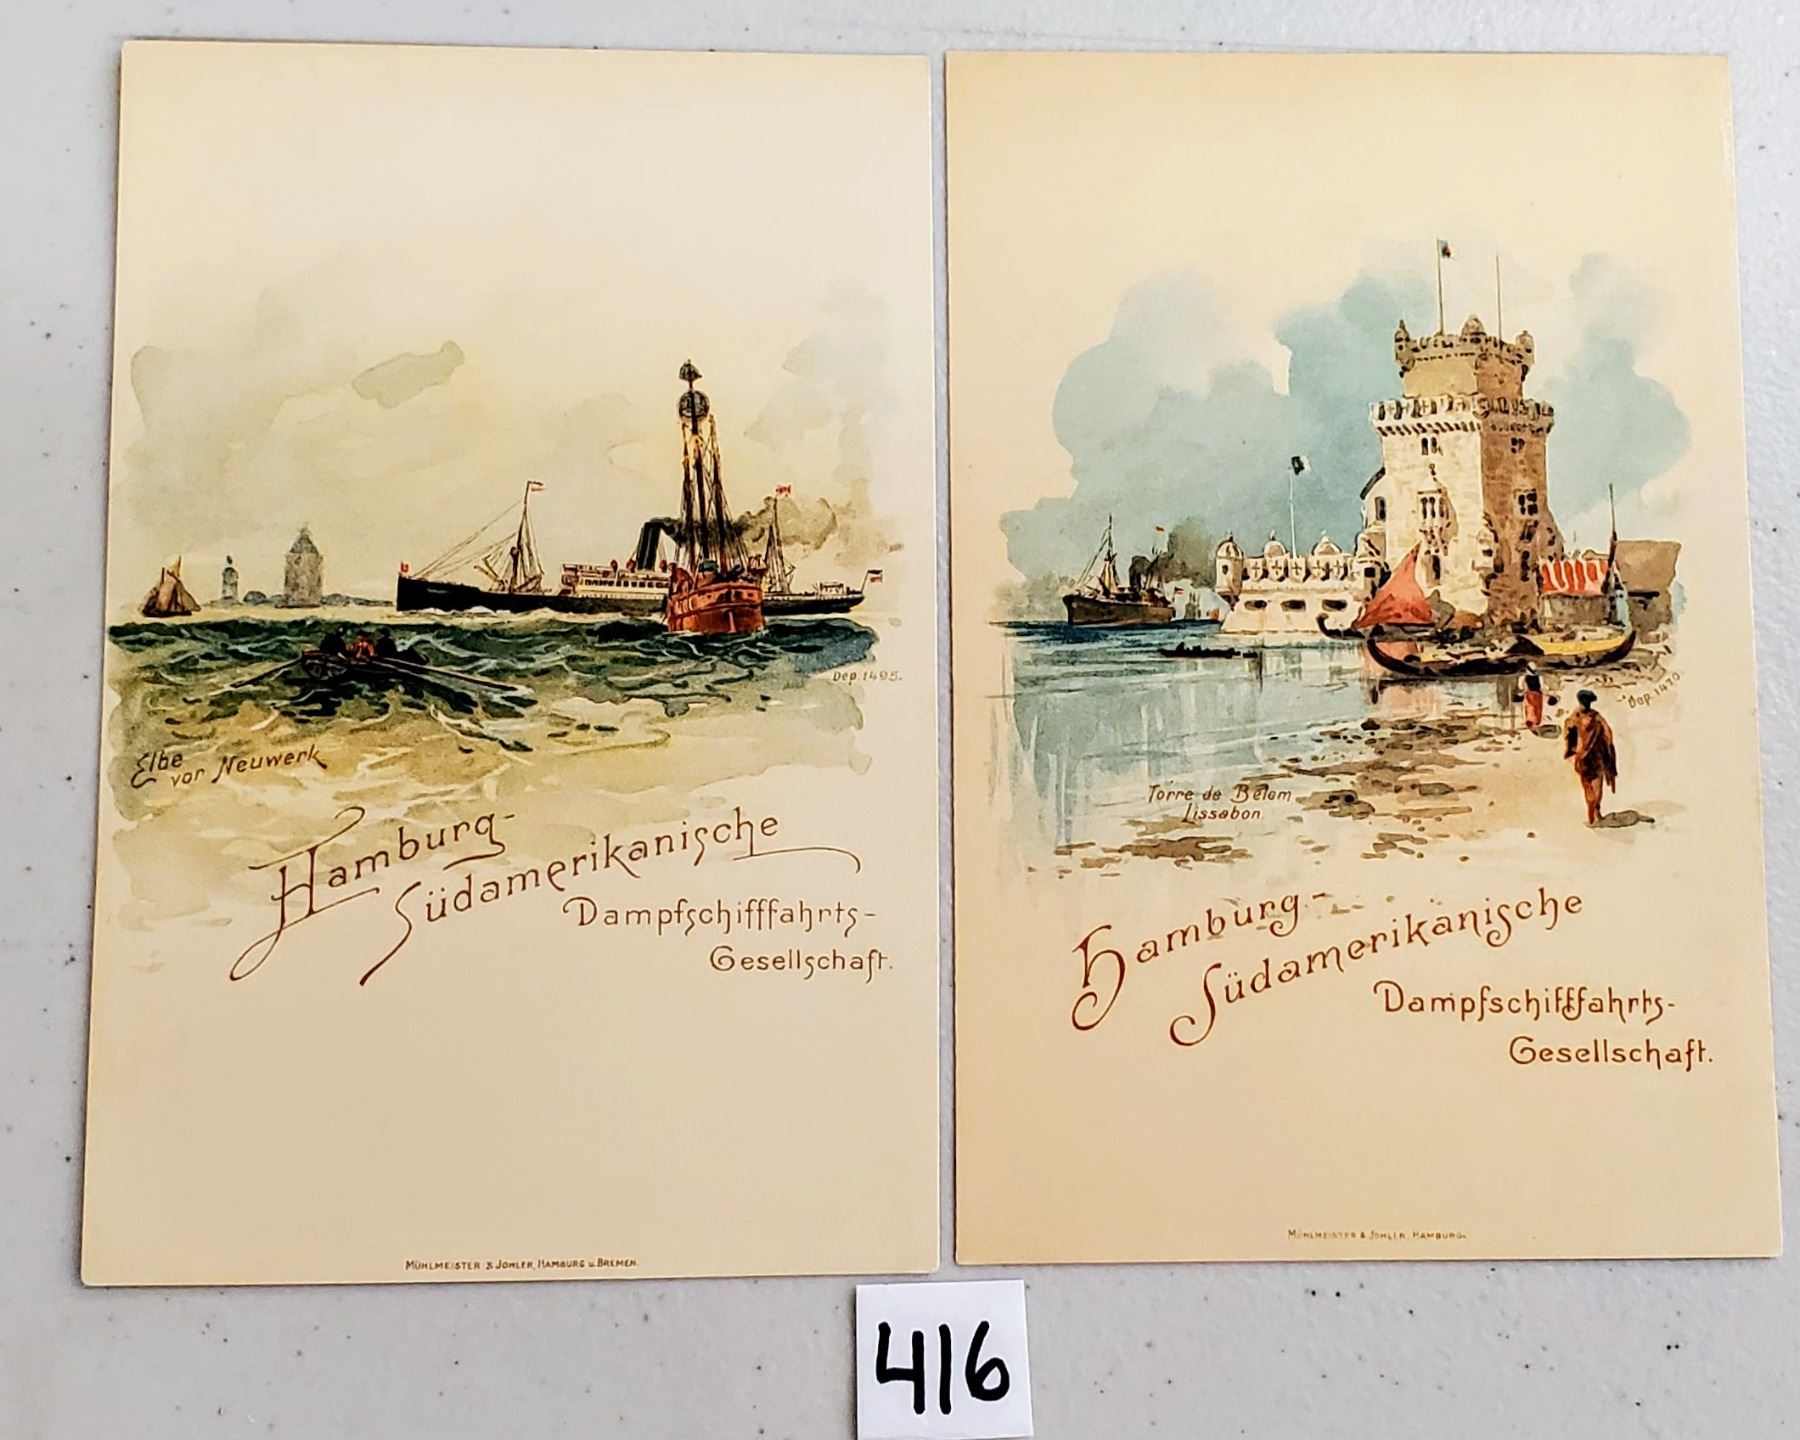 Dep. 1495.
Elbe
vor Neuwerk
Hamburg-
Südamerikanische
Dampfschifffahrts-
Gesellschaft.
MÜHLMEISTER & JOHLER, HAMBURG u. BREMEN.
Dep. 1470.
Torre de Belem
Lissabon
Hamburg-
Südamerikanische
Dampfschifffahrts-
Gesellschaft.
MÜHLMEISTER & JOHLER, HAMBURG.
416